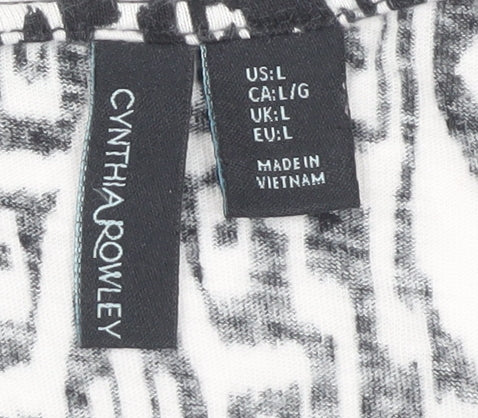 CYNTHIA ROWLEY
US:L
CA:L/G
UK:L
EU:L
MADE IN
VIETNAM